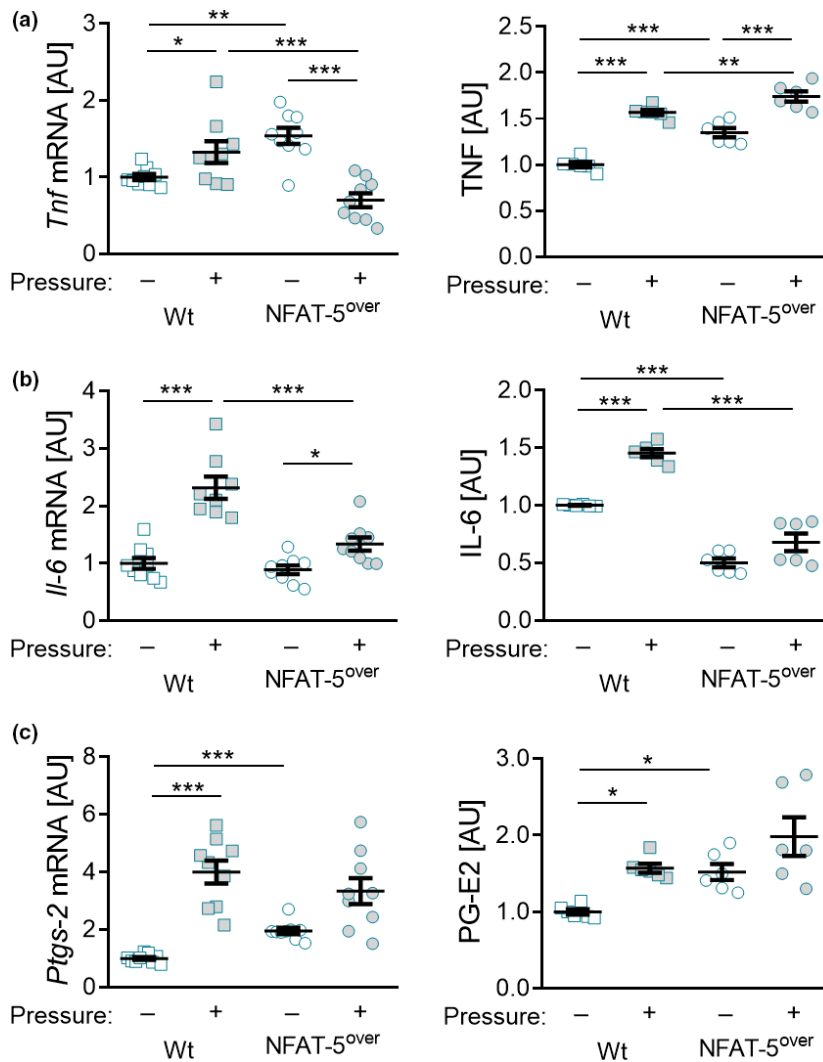 (a)
Tnf mRNA [AU]
3
2
1
0
**
*
***
***
Pressure: – + – +
Wt NFAT-5over
TNF [AU]
2.5
2.0
1.5
1.0
0.0
*** ***
*** **
Pressure: – + – +
Wt NFAT-5over
(b)
Il-6 mRNA [AU]
4
3
2
1
0
*** ***
*
Pressure: – + – +
Wt NFAT-5over
IL-6 [AU]
2.0
1.5
1.0
0.5
0.0
***
*** ***
Pressure: – + – +
Wt NFAT-5over
(c)
Ptgs-2 mRNA [AU]
8
6
4
2
0
***
***
Pressure: – + – +
Wt NFAT-5over
PG-E2 [AU]
3.0
2.0
1.0
0.0
*
*
Pressure: – + – +
Wt NFAT-5over